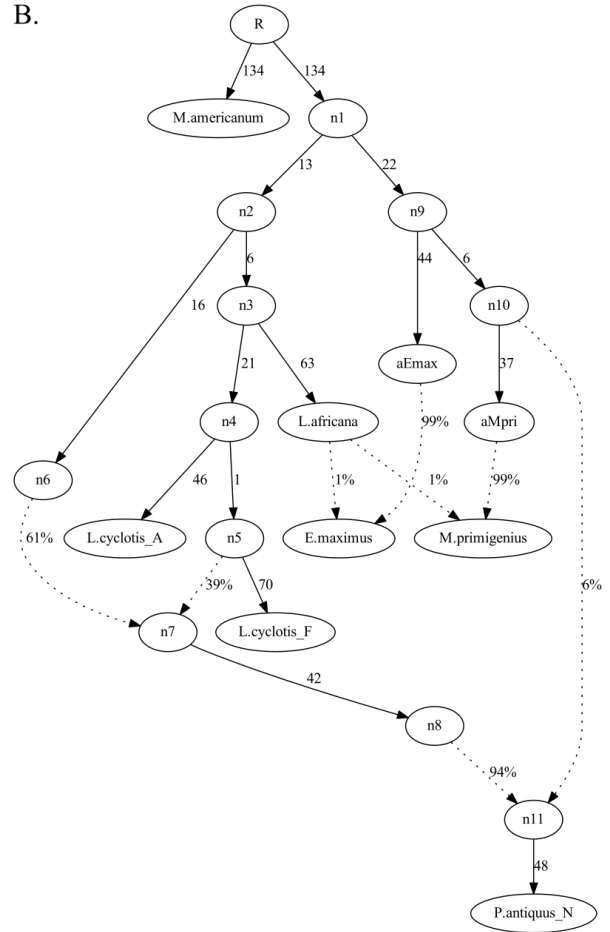 B.
R
134
134
M.americanum
n1
13
22
n2
n9
6
44
6
16
n3
n10
21
63
aEmax
37
n4
L.africana
99%
aMpri
n6
46
1
1%
1%
99%
61%
L.cyclotis_A
n5
E.maximus
M.primigenius
39%
70
6%
n7
L.cyclotis_F
42
n8
94%
n11
48
P.antiquus_N